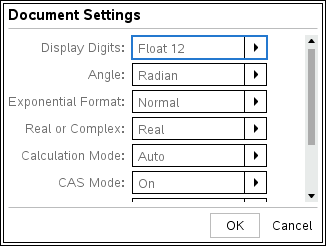 Document Settings
Display Digits: Float 12
Angle: Radian
Exponential Format: Normal
Real or Complex: Real
Calculation Mode: Auto
CAS Mode: On
OK Cancel